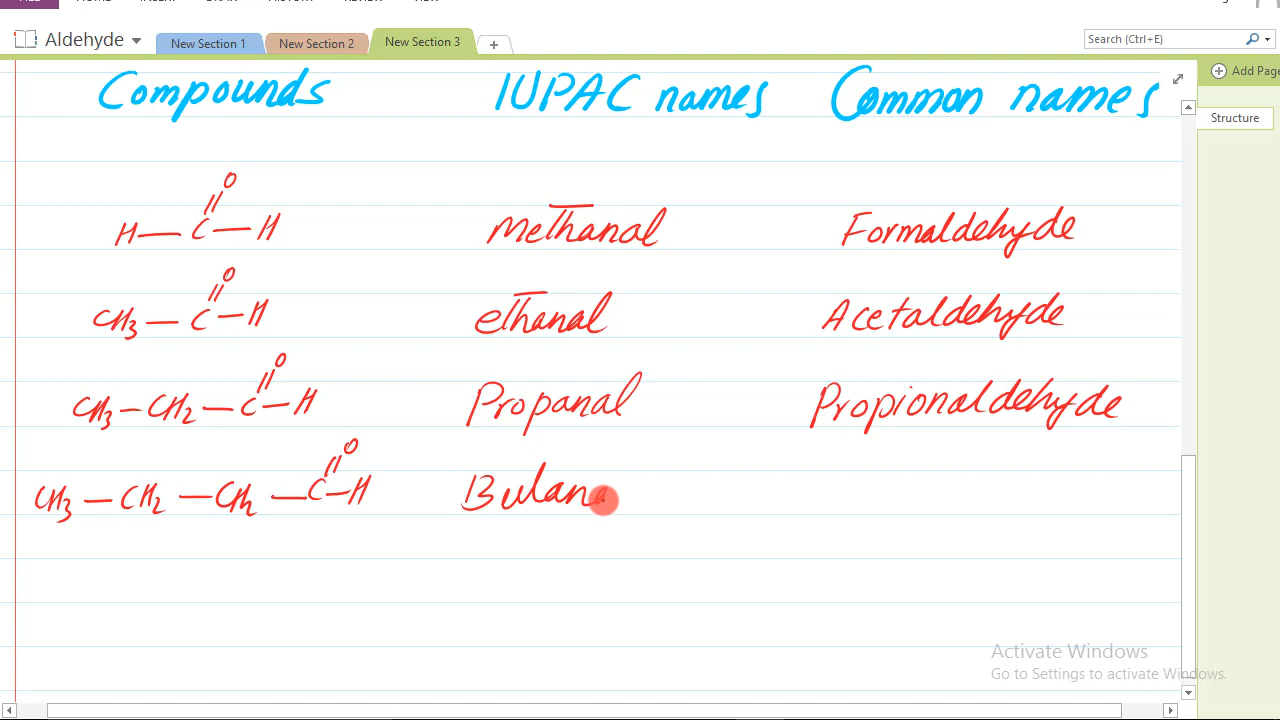 Aldehyde New Section 1 New Section 2 New Section 3 + Search (Ctrl+E)
Add Page
Compounds IUPAC names Common names
Structure
O
H — C — H Methanal Formaldehyde
O
CH3 — C — H ethanal Acetaldehyde
O
CH3 — CH2 — C — H Propanal Propionaldehyde
O
CH3 — CH2 — CH2 — C — H Butana
Activate Windows
Go to Settings to activate Windows.